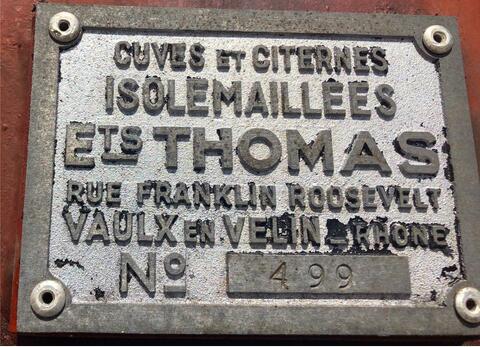 CUVES ET CITERNES
ISOLEMAILLÉES
ETS THOMAS
RUE FRANKLIN ROOSEVELT
VAULX EN VELIN - RHONE
No 499